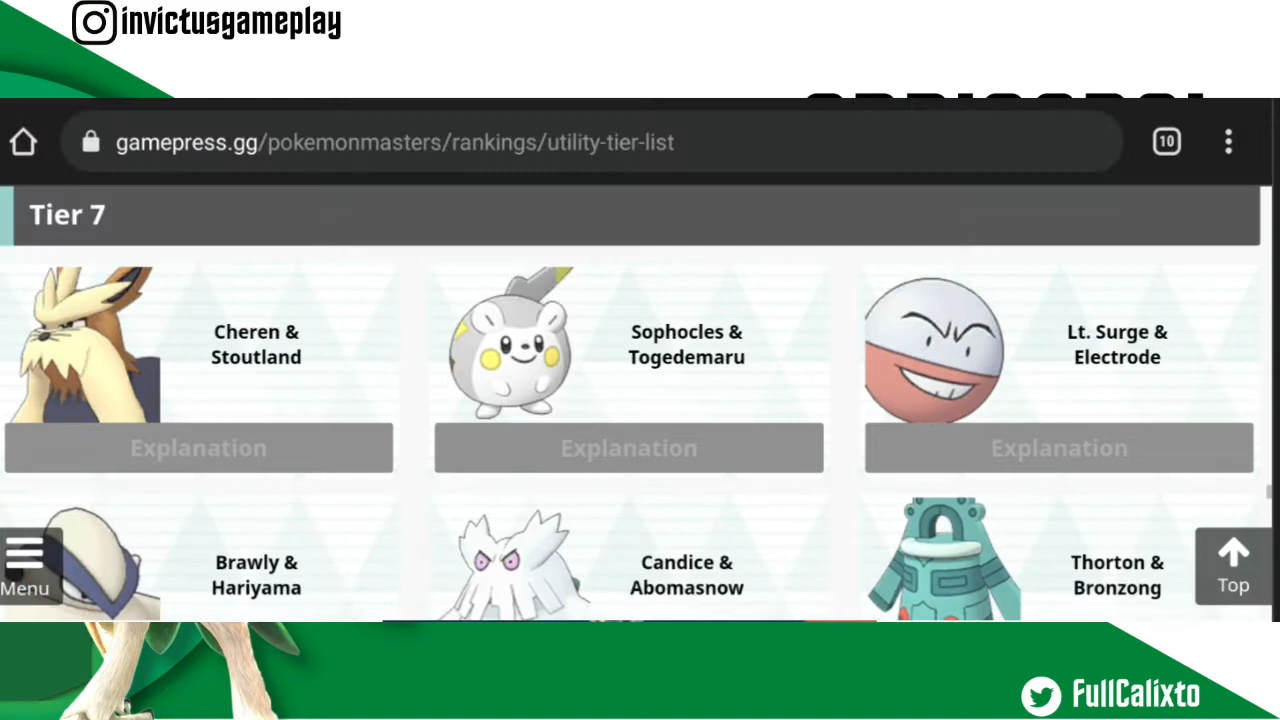 invictusgameplay
gamepress.gg/pokemonmasters/rankings/utility-tier-list
10
Tier 7
Cheren &
Stoutland
Sophocles &
Togedemaru
Lt. Surge &
Electrode
Explanation
Explanation
Explanation
Brawly &
Hariyama
Candice &
Abomasnow
Thorton &
Bronzong
Menu
Top
FullCalixto